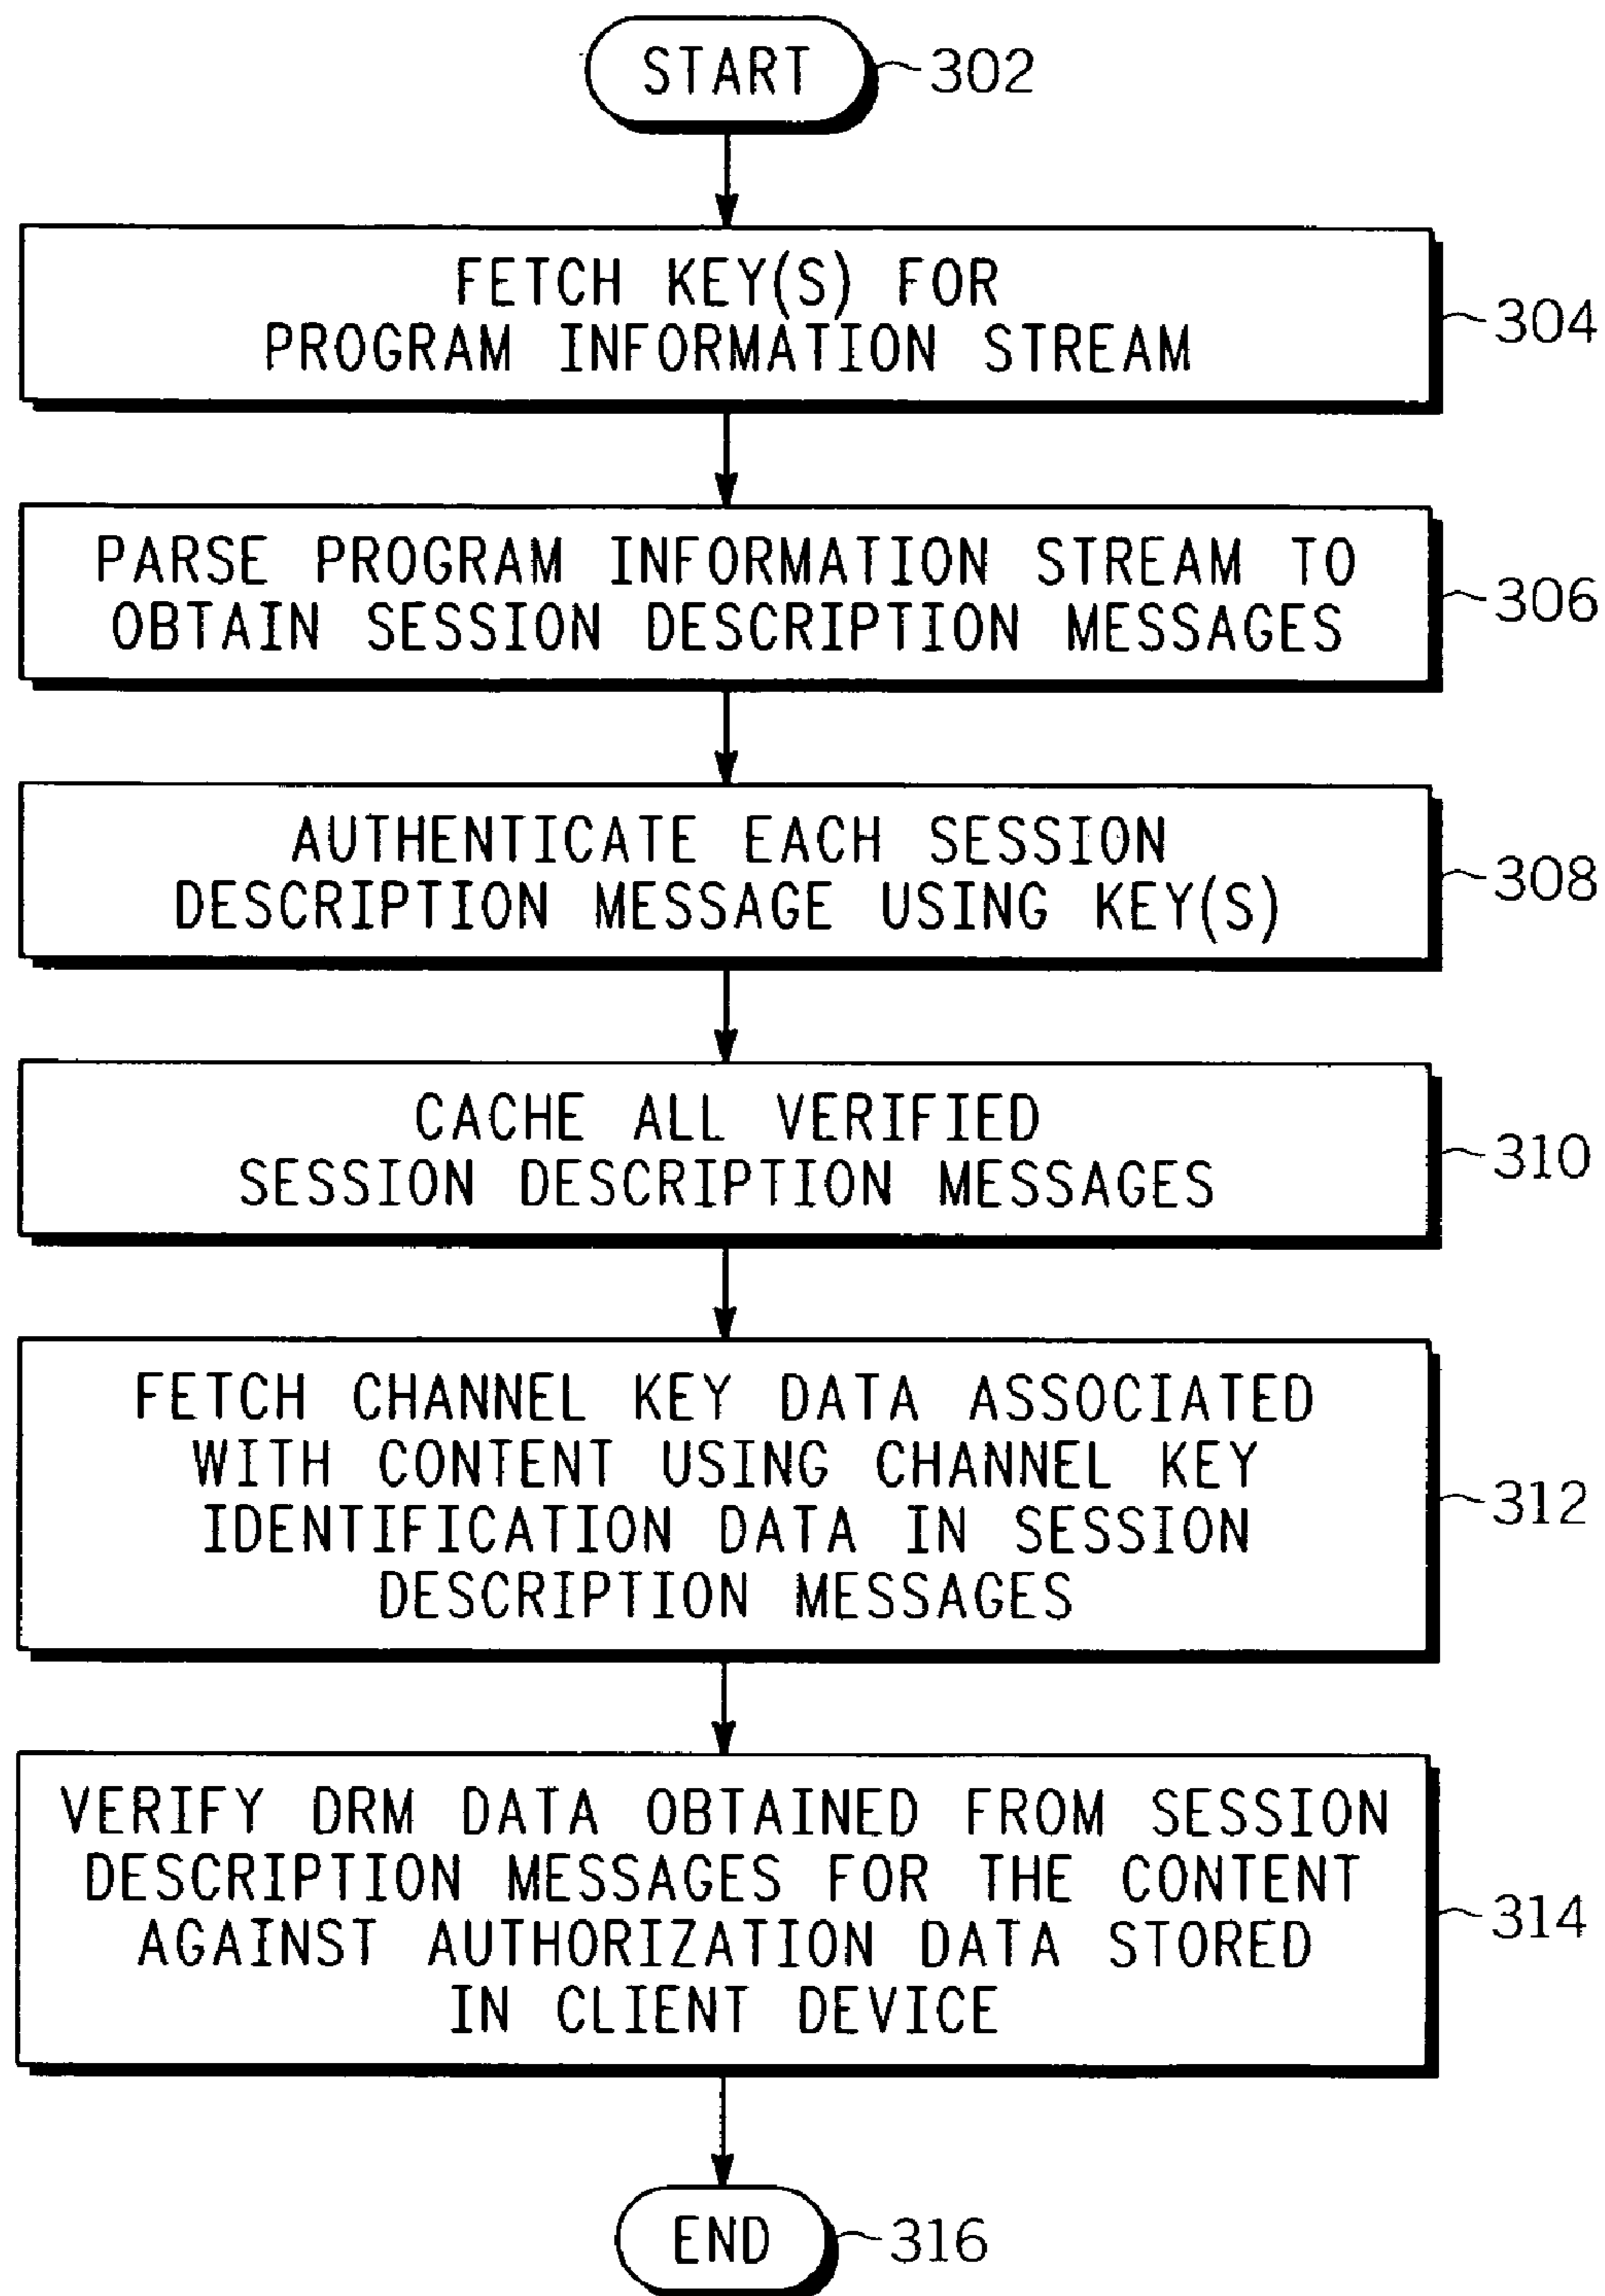 START
302
FETCH KEY(S) FOR
PROGRAM INFORMATION STREAM
304
PARSE PROGRAM INFORMATION STREAM TO
OBTAIN SESSION DESCRIPTION MESSAGES
306
AUTHENTICATE EACH SESSION
DESCRIPTION MESSAGE USING KEY(S)
308
CACHE ALL VERIFIED
SESSION DESCRIPTION MESSAGES
310
FETCH CHANNEL KEY DATA ASSOCIATED
WITH CONTENT USING CHANNEL KEY
IDENTIFICATION DATA IN SESSION
DESCRIPTION MESSAGES
312
VERIFY DRM DATA OBTAINED FROM SESSION
DESCRIPTION MESSAGES FOR THE CONTENT
AGAINST AUTHORIZATION DATA STORED
IN CLIENT DEVICE
314
END
316